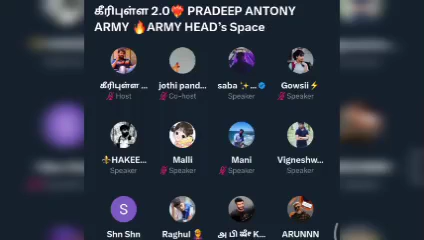 கீரிபுள்ள 2.0❤️‍🔥 PRADEEP ANTONY
ARMY 🔥ARMY HEAD’s Space
கீரிபுள்ள ... jothi pand... saba ✨... Gowsii⚡
Host Co-host Speaker Speaker
⚜️HAKEE... Malli Mani Vigneshw...
Speaker Speaker Speaker Speaker
S
Shn Shn Raghul அ பி ஷே K... ARUNNN